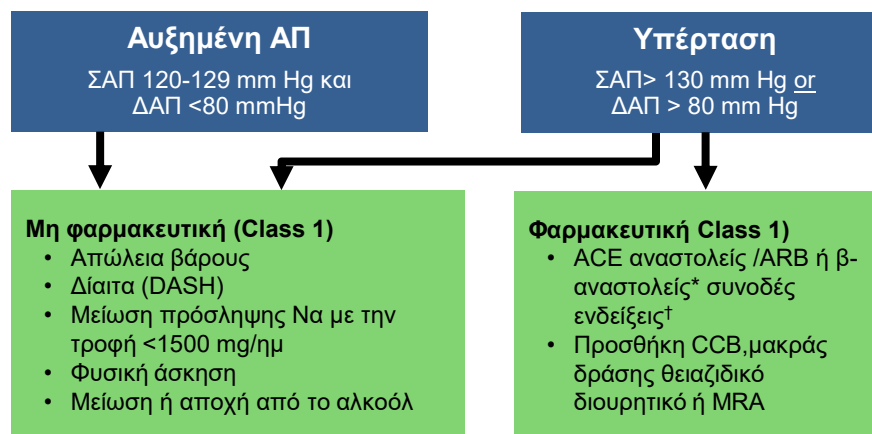 Αυξημένη ΑΠ
ΣΑΠ 120-129 mm Hg και
ΔΑΠ <80 mmHg
Υπέρταση
ΣΑΠ> 130 mm Hg or
ΔΑΠ > 80 mm Hg
Μη φαρμακευτική (Class 1)
• Απώλεια βάρους
• Δίαιτα (DASH)
• Μείωση πρόσληψης Να με την
τροφή <1500 mg/ημ
• Φυσική άσκηση
• Μείωση ή αποχή από το αλκοόλ
Φαρμακευτική Class 1)
• ACE αναστολείς /ARB ή β-
αναστολείς* συνοδές
ενδείξεις†
• Προσθήκη CCB,μακράς
δράσης θειαζιδικό
διουρητικό ή MRA